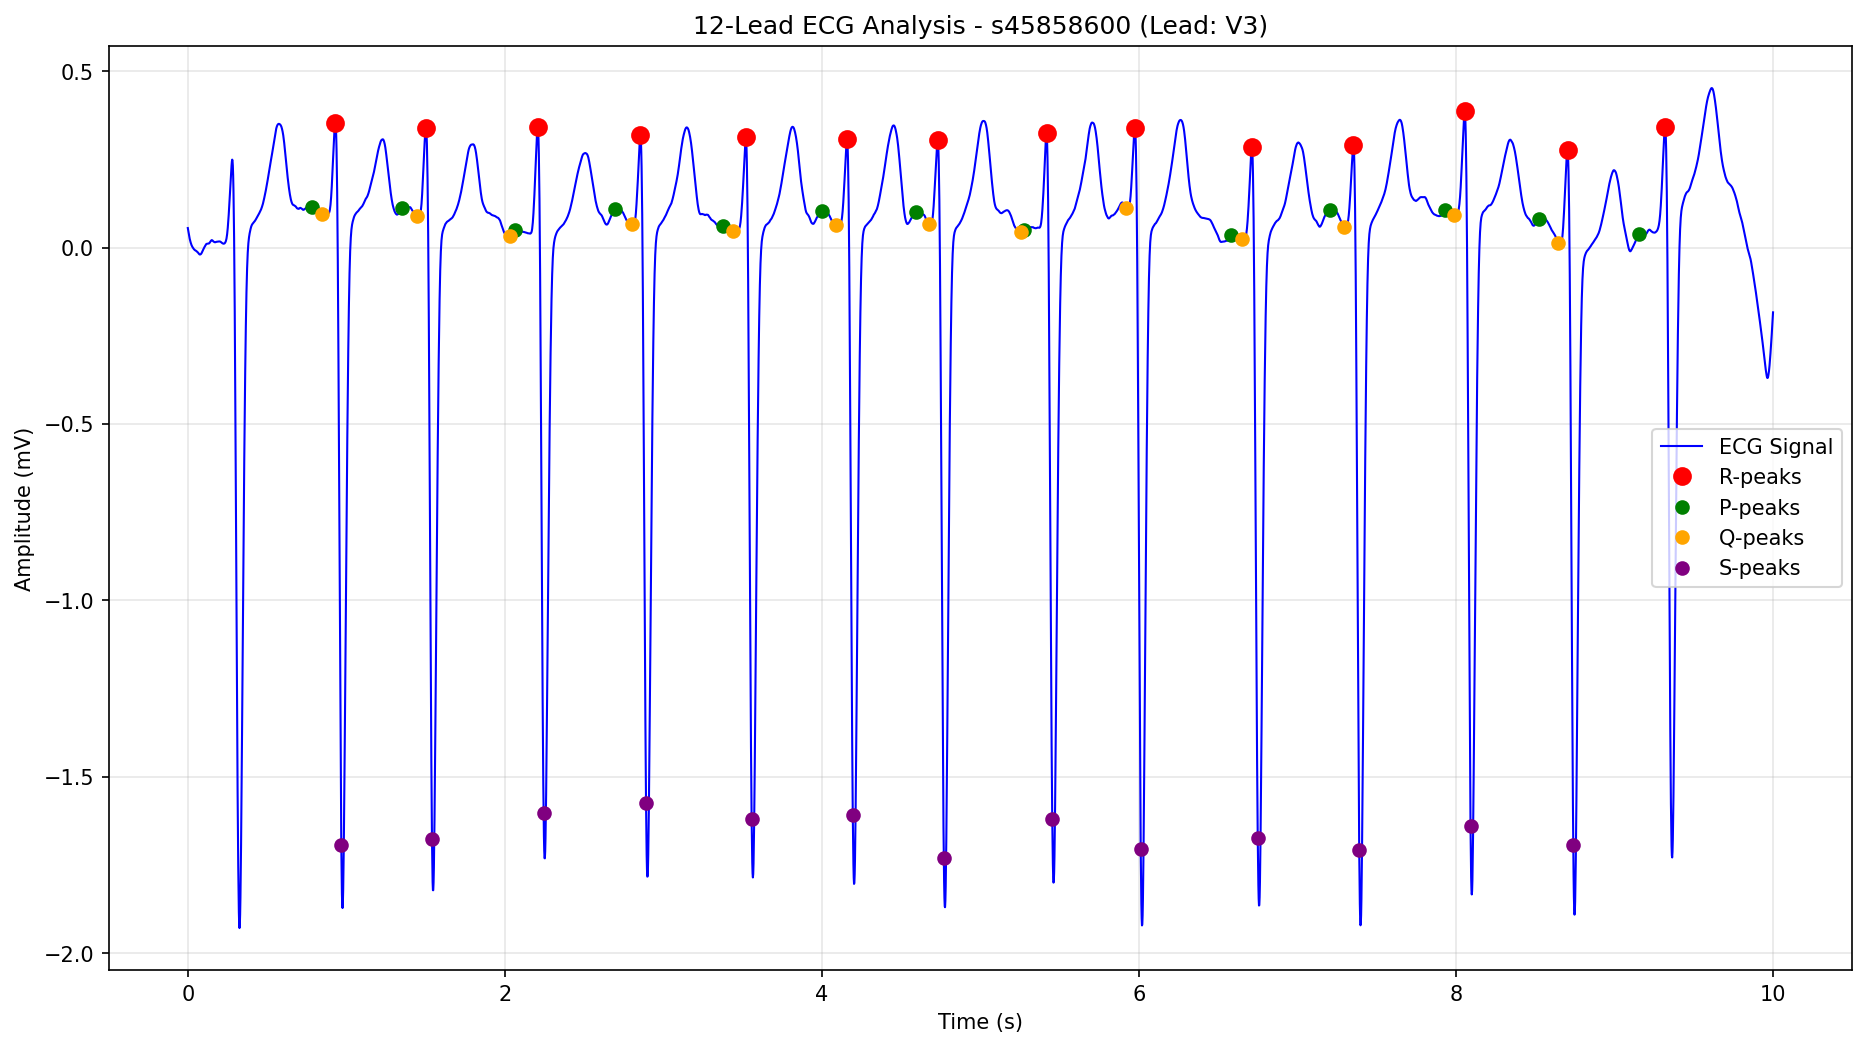 12-Lead ECG Analysis - s45858600 (Lead: V3)
0.5
0.0
−0.5
−1.0
−1.5
−2.0
Amplitude (mV)
ECG Signal
R-peaks
P-peaks
Q-peaks
S-peaks
0 2 4 6 8 10
Time (s)